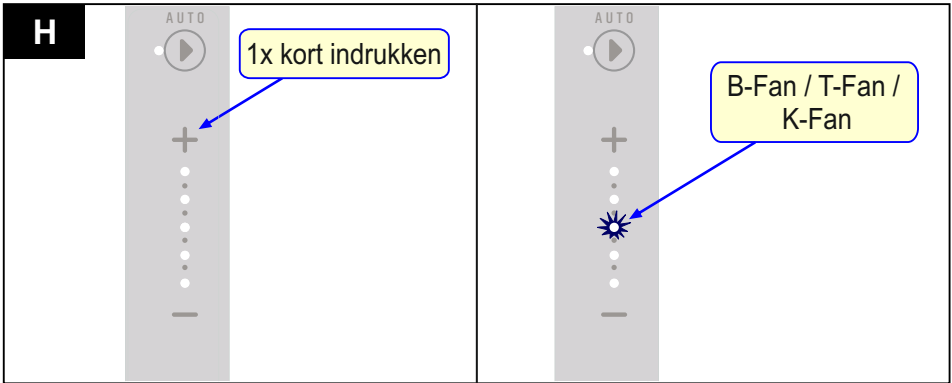 H
AUTO
1x kort indrukken
AUTO
B-Fan / T-Fan /
K-Fan